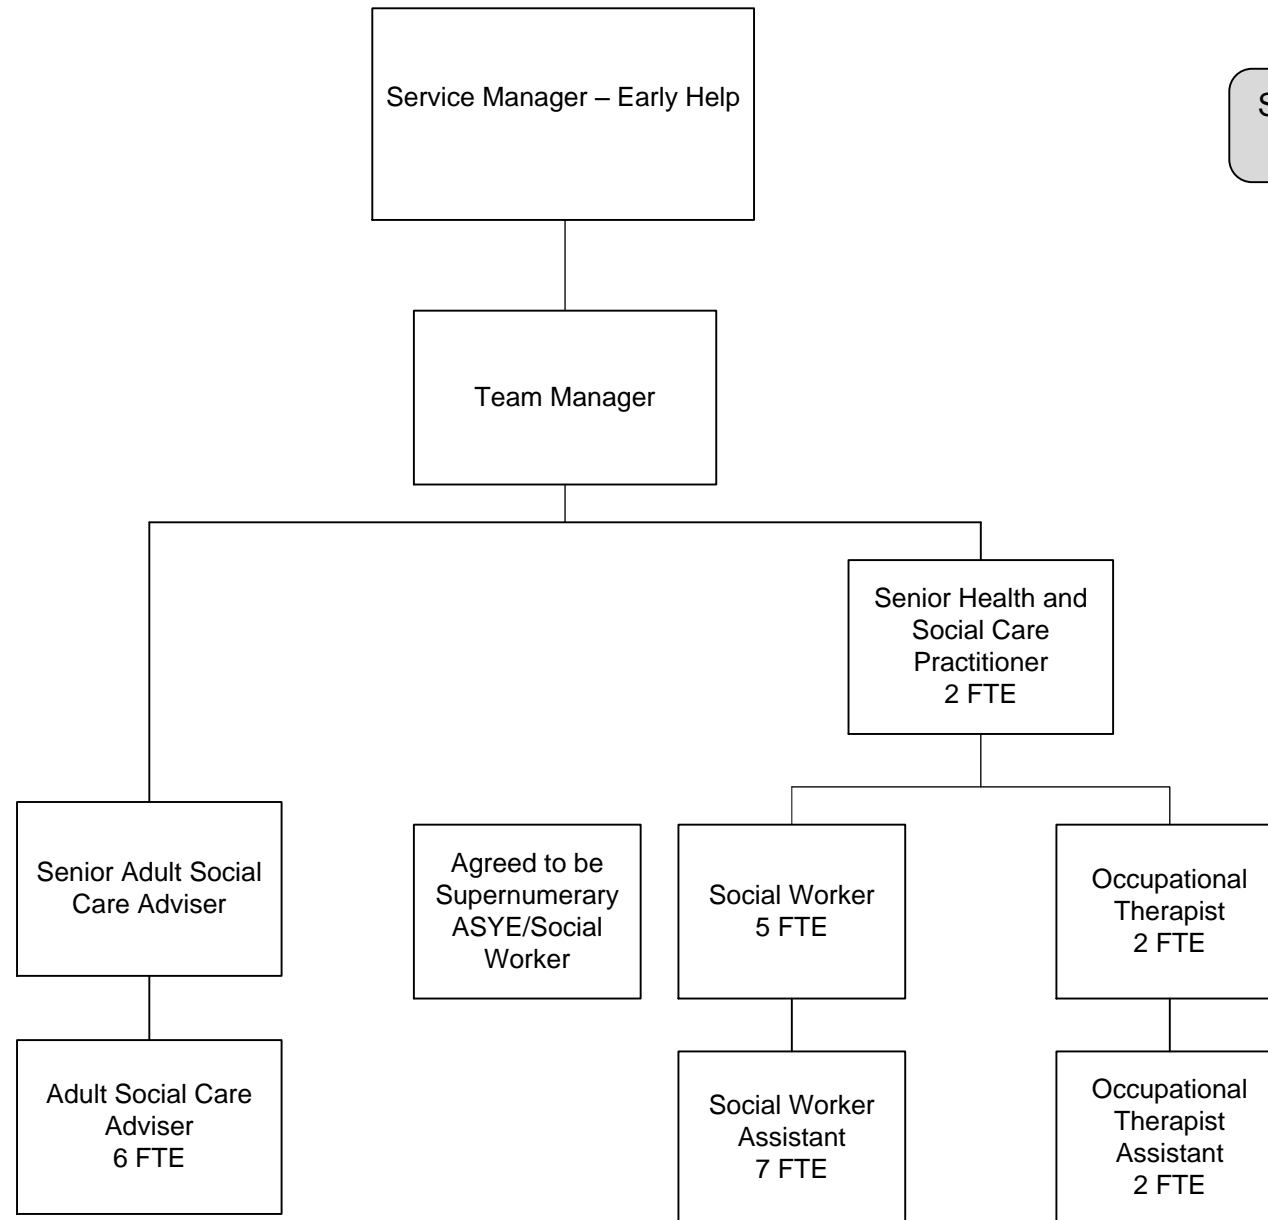 Service Manager – Early Help
S
Team Manager
Senior Health and
Social Care
Practitioner
2 FTE
Senior Adult Social
Care Adviser
Agreed to be
Supernumerary
ASYE/Social
Worker
Social Worker
5 FTE
Occupational
Therapist
2 FTE
Adult Social Care
Adviser
6 FTE
Social Worker
Assistant
7 FTE
Occupational
Therapist
Assistant
2 FTE